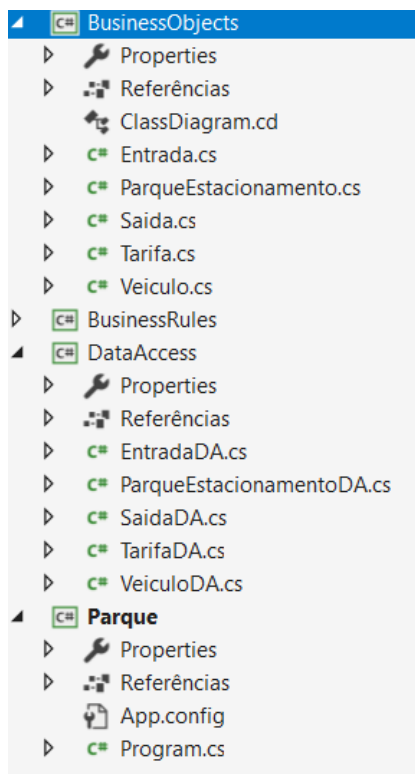 C# BusinessObjects
Properties
Referências
ClassDiagram.cd
C# Entrada.cs
C# ParqueEstacionamento.cs
C# Saida.cs
C# Tarifa.cs
C# Veiculo.cs
C# BusinessRules
C# DataAccess
Properties
Referências
C# EntradaDA.cs
C# ParqueEstacionamentoDA.cs
C# SaidaDA.cs
C# TarifaDA.cs
C# VeiculoDA.cs
C# Parque
Properties
Referências
App.config
C# Program.cs